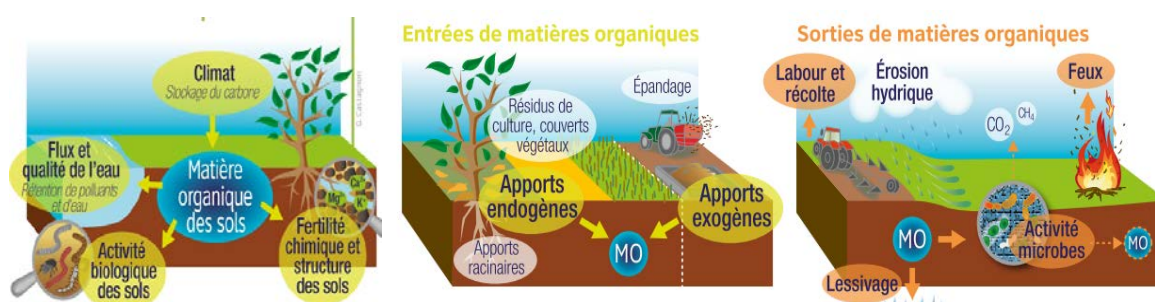 Climat
Stockage du carbone
G. Cassagnon
Flux et
qualité de l'eau
Rétention de polluants
et d'eau
Matière
organique
des sols
Ca
Mg
K
Activité
biologique
des sols
Fertilité
chimique et
structure
des sols
Entrées de matières organiques
Épandage
Résidus de
culture, couverts
végétaux
Apports
endogènes
Apports
exogènes
MO
Apports
racinaires
Sorties de matières organiques
Labour et
récolte
Érosion
hydrique
Feux
CO2
CH4
MO
Activité
microbes
MO
Lessivage